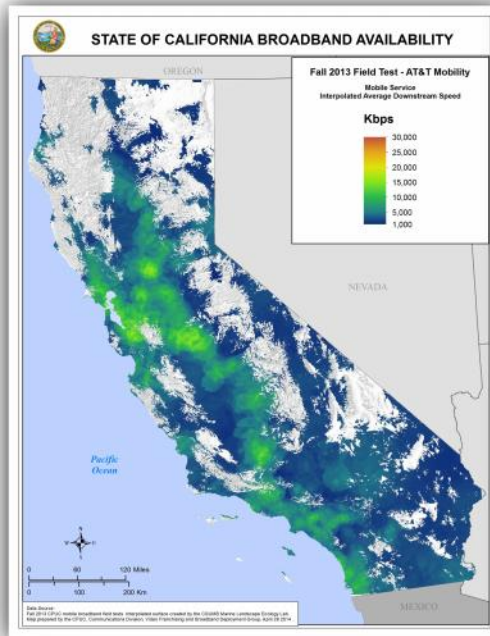 STATE OF CALIFORNIA BROADBAND AVAILABILITY
OREGON
Fall 2013 Field Test - AT&T Mobility
Mobile Service
Interpolated Average Downstream Speed
Kbps
30,000
25,000
20,000
15,000
10,000
5,000
1,000
NEVADA
Pacific
Ocean
0 60 120 Miles
0 100 200 Km
MEXICO
Data Source: